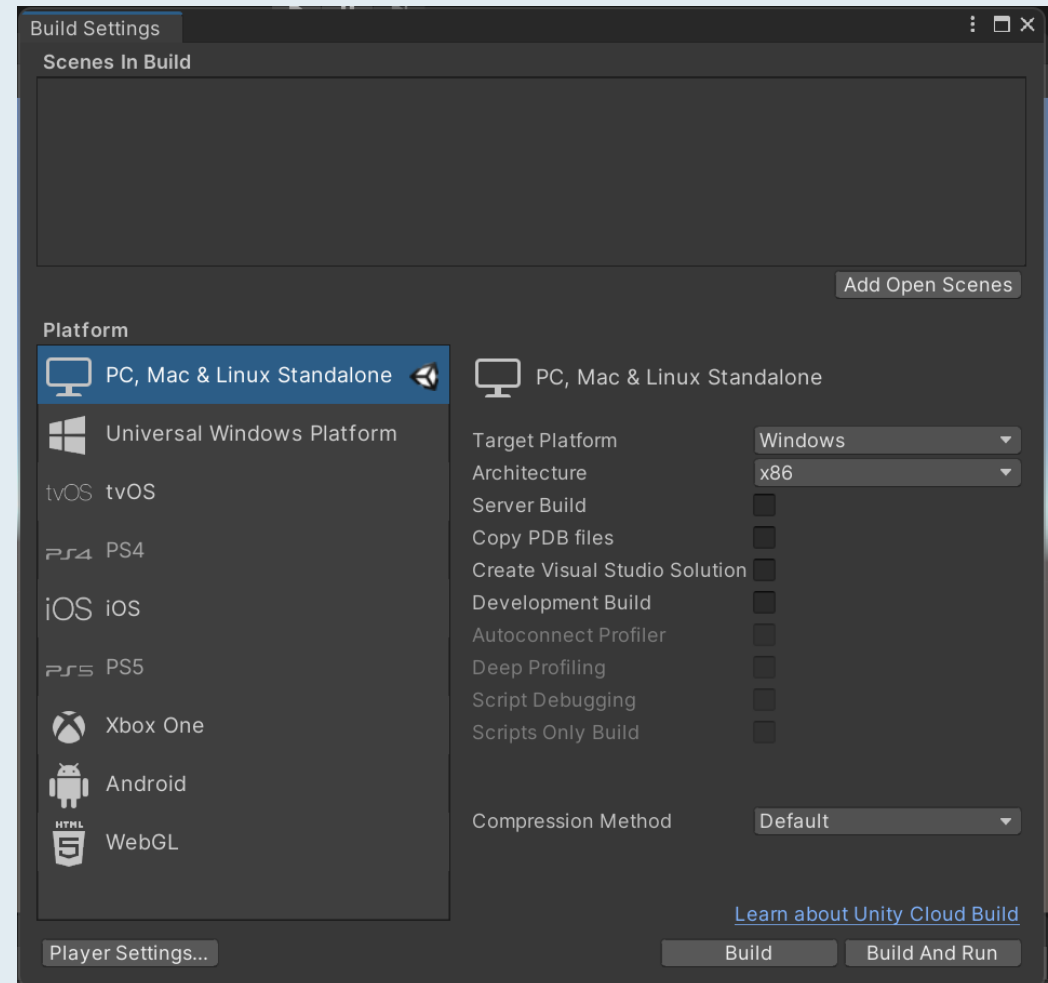 Build Settings
Scenes In Build
Add Open Scenes
Platform
PC, Mac & Linux Standalone
Universal Windows Platform
tvOS tvOS
PS4 PS4
iOS iOS
PS5 PS5
Xbox One
Android
HTML
5
WebGL
PC, Mac & Linux Standalone
Target Platform Windows
Architecture x86
Server Build
Copy PDB files
Create Visual Studio Solution
Development Build
Autoconnect Profiler
Deep Profiling
Script Debugging
Scripts Only Build
Compression Method Default
Learn about Unity Cloud Build
Player Settings... Build Build And Run